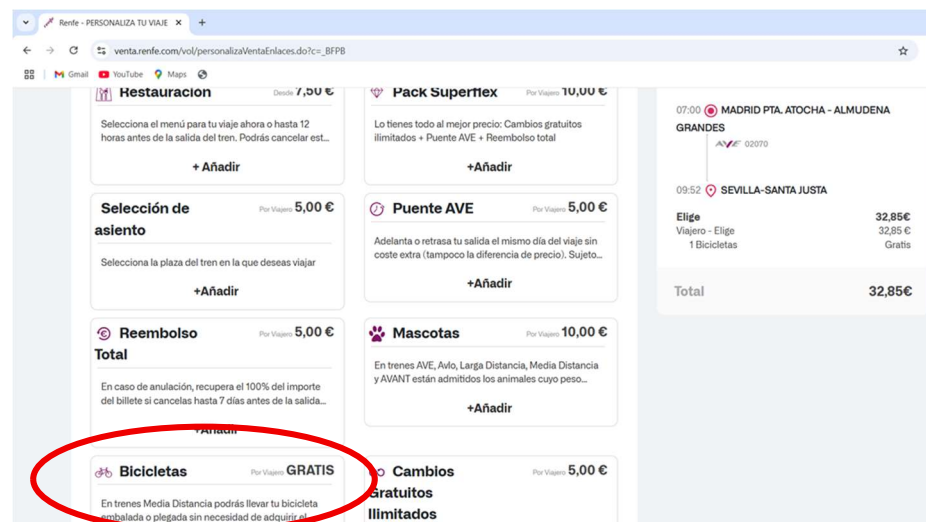 Renfe - PERSONALIZA TU VIAJE
venta.renfe.com/vol/personalizaVentaEnlaces.do?c=_BFPB
Gmail YouTube Maps
Restauración Desde 7,50 €
Selecciona el menú para tu viaje ahora o hasta 12
horas antes de la salida del tren. Podrás cancelar est...
+ Añadir
Pack Superflex Por Viajero 10,00 €
Lo tienes todo al mejor precio: Cambios gratuitos
ilimitados + Puente AVE + Reembolso total
+Añadir
Selección de Por Viajero 5,00 €
asiento
Selecciona la plaza del tren en la que deseas viajar
+Añadir
Puente AVE Por Viajero 5,00 €
Adelanta o retrasa tu salida el mismo día del viaje sin
coste extra (tampoco la diferencia de precio). Sujeto...
+Añadir
Reembolso Por Viajero 5,00 €
Total
En caso de anulación, recupera el 100% del importe
del billete si cancelas hasta 7 días antes de la salida...
+Añadir
Mascotas Por Viajero 10,00 €
En trenes AVE, Avlo, Larga Distancia, Media Distancia
y AVANT están admitidos los animales cuyo peso...
+Añadir
Bicicletas Por Viajero GRATIS
En trenes Media Distancia podrás llevar tu bicicleta
embalada o plegada sin necesidad de adquirir el
Cambios Por Viajero 5,00 €
Gratuitos
Ilimitados
07:00 MADRID PTA. ATOCHA - ALMUDENA
GRANDES
AVE 02070
09:52 SEVILLA-SANTA JUSTA
Elige 32,85€
Viajero - Elige 32,85 €
1 Bicicletas Gratis
Total 32,85€